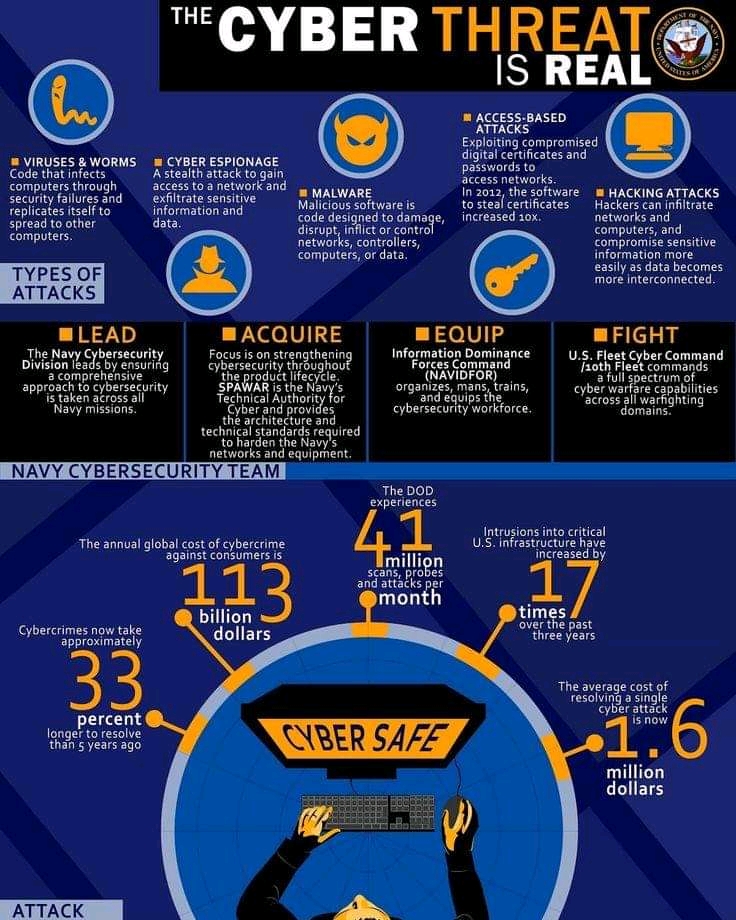 THE CYBER THREAT
IS REAL
DEPARTMENT OF THE NAVY
UNITED STATES OF AMERICA
■ VIRUSES & WORMS
Code that infects
computers through
security failures and
replicates itself to
spread to other
computers.
■ CYBER ESPIONAGE
A stealth attack to gain
access to a network and
exfiltrate sensitive
information and
data.
■ MALWARE
Malicious software is
code designed to damage,
disrupt, inflict or control
networks, controllers,
computers, or data.
■ ACCESS-BASED
ATTACKS
Exploiting compromised
digital certificates and
passwords to
access networks.
In 2012, the software
to steal certificates
increased 10x.
■ HACKING ATTACKS
Hackers can infiltrate
networks and
computers, and
compromise sensitive
information more
easily as data becomes
more interconnected.
TYPES OF
ATTACKS
■ LEAD
The Navy Cybersecurity
Division leads by ensuring
a comprehensive
approach to cybersecurity
is taken across all
Navy missions.
■ ACQUIRE
Focus is on strengthening
cybersecurity throughout
the product lifecycle.
SPAWAR is the Navy's
Technical Authority for
Cyber and provides
the architecture and
technical standards required
to harden the Navy's
networks and equipment.
■ EQUIP
Information Dominance
Forces Command
(NAVIDFOR)
organizes, mans, trains,
and equips the
cybersecurity workforce.
■ FIGHT
U.S. Fleet Cyber Command
/10th Fleet commands
a full spectrum of
cyber warfare capabilities
across all warfighting
domains.
NAVY CYBERSECURITY TEAM
Cybercrimes now take
approximately
33
percent
longer to resolve
than 5 years ago
The annual global cost of cybercrime
against consumers is
113
billion
dollars
The DOD
experiences
41
million
scans, probes
and attacks per
month
Intrusions into critical
U.S. infrastructure have
increased by
17
times
over the past
three years
The average cost of
resolving a single
cyber attack
is now
1.6
million
dollars
CYBER SAFE
ATTACK